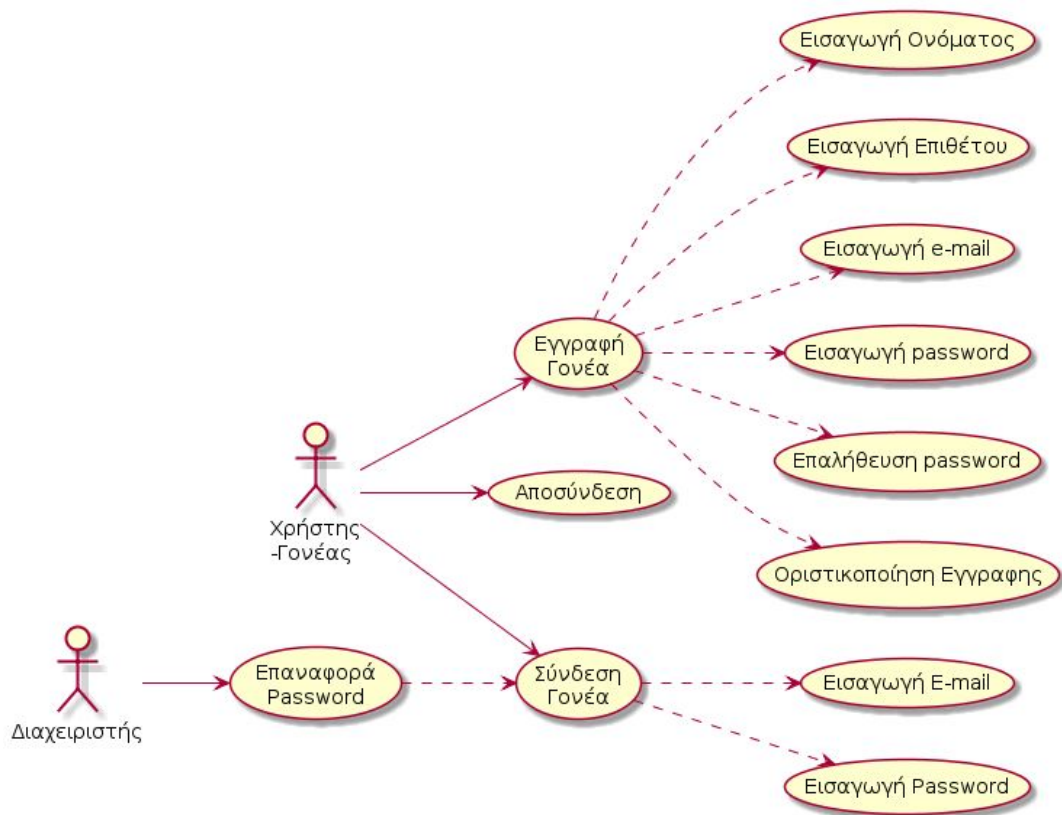 Εισαγωγή Ονόματος
Εισαγωγή Επιθέτου
Εισαγωγή e-mail
Εγγραφή
Γονέα
Εισαγωγή password
Επαλήθευση password
Αποσύνδεση
Χρήστης
-Γονέας
Οριστικοποίηση Εγγραφης
Επαναφορά
Password
Σύνδεση
Γονέα
Εισαγωγή E-mail
Διαχειριστής
Εισαγωγή Password